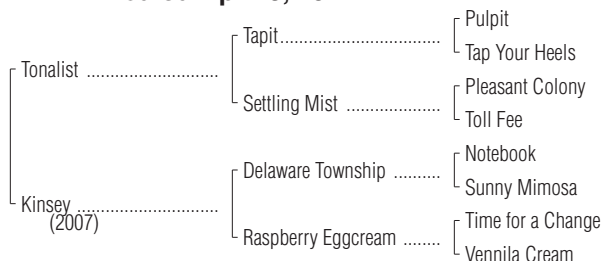 Pulpit
Tapit
Tap Your Heels
Tonalist
Pleasant Colony
Settling Mist
Toll Fee
Notebook
Delaware Township
Sunny Mimosa
Kinsey
(2007)
Time for a Change
Raspberry Eggcream
Vennila Cream